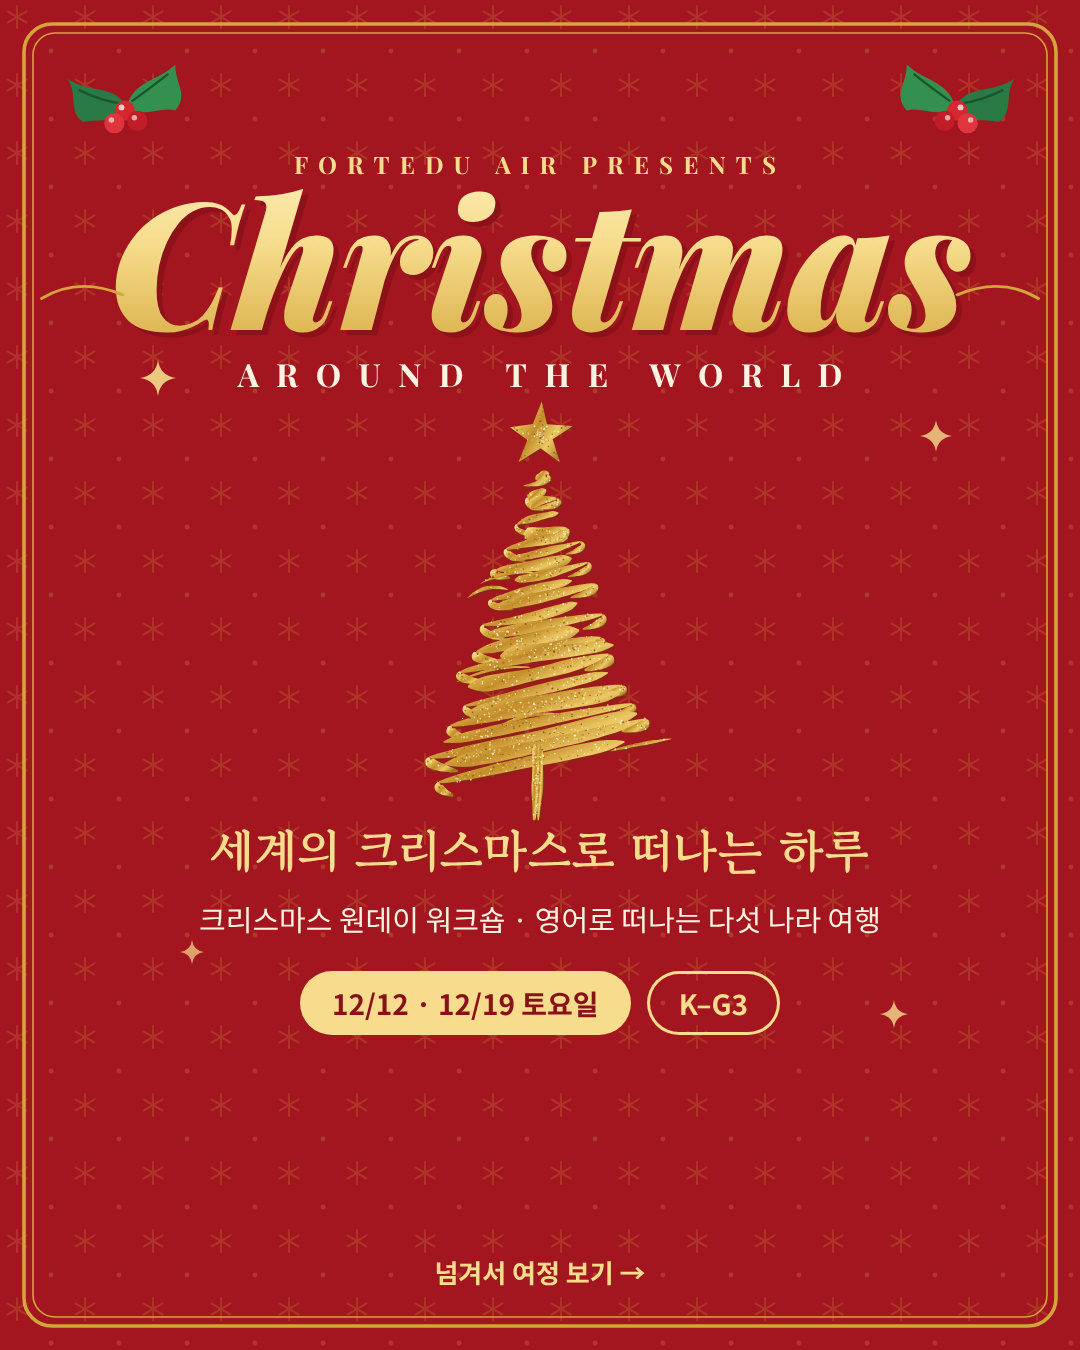 FORTEDU AIR PRESENTS
Christmas
AROUND THE WORLD
세계의 크리스마스로 떠나는 하루
크리스마스 원데이 워크숍 · 영어로 떠나는 다섯 나라 여행
12/12 · 12/19 토요일
K–G3
넘겨서 여정 보기 →